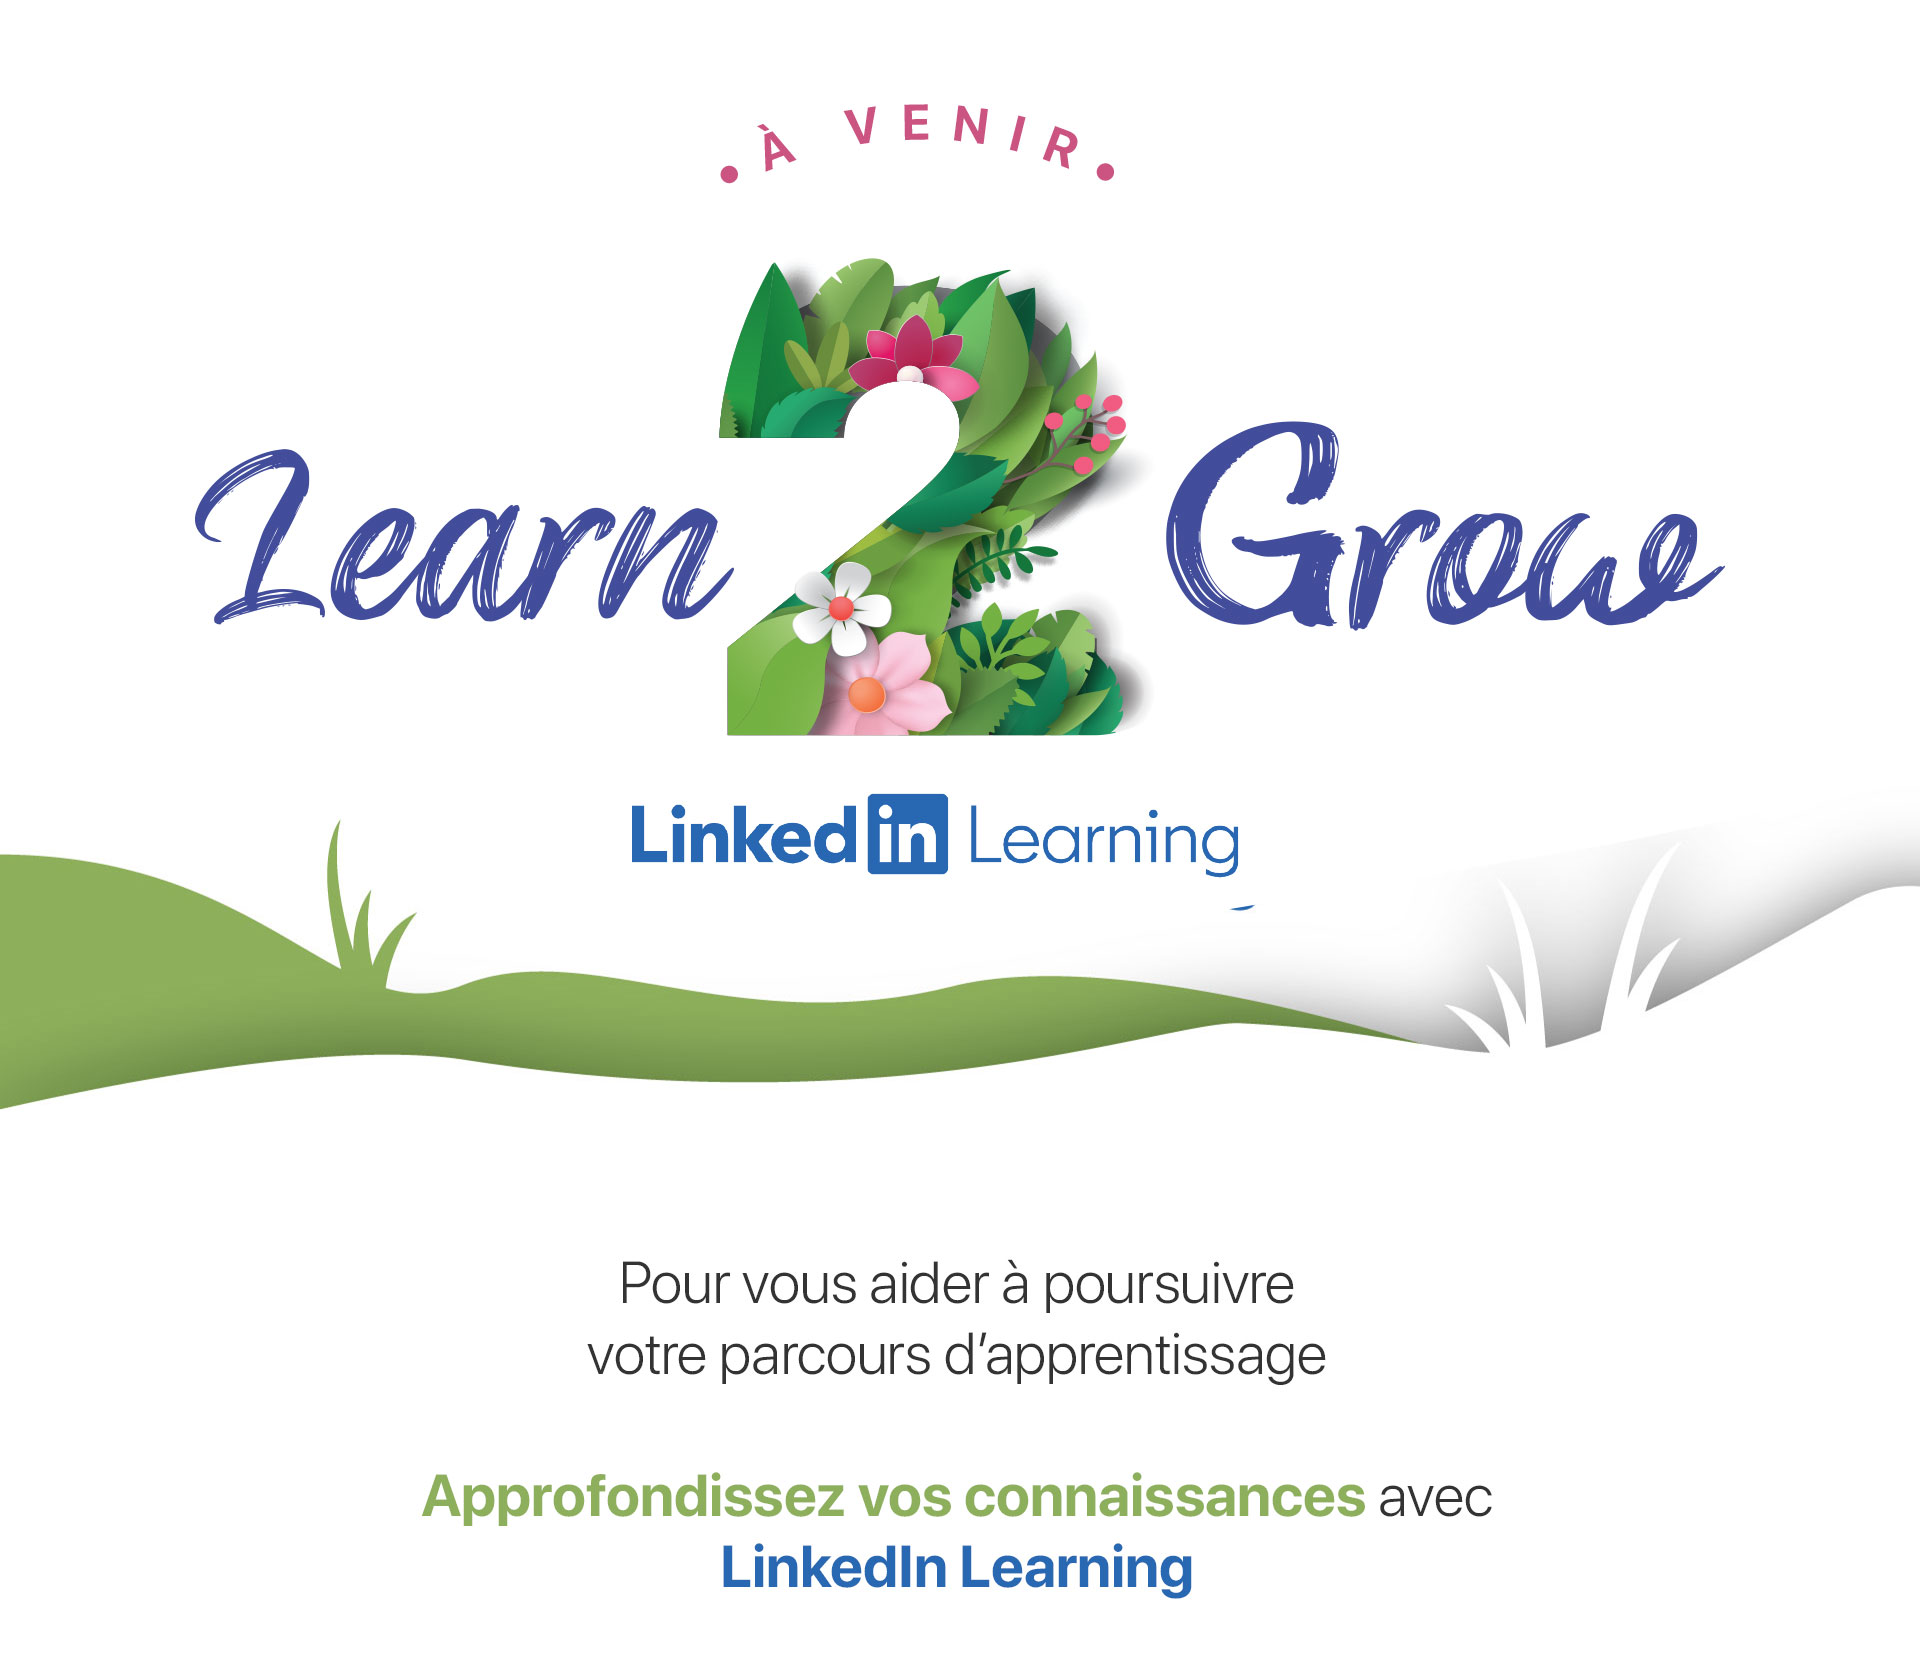 • À VENIR •
Learn 2 Grow
Linked in Learning
Pour vous aider à poursuivre
votre parcours d’apprentissage
Approfondissez vos connaissances avec
LinkedIn Learning